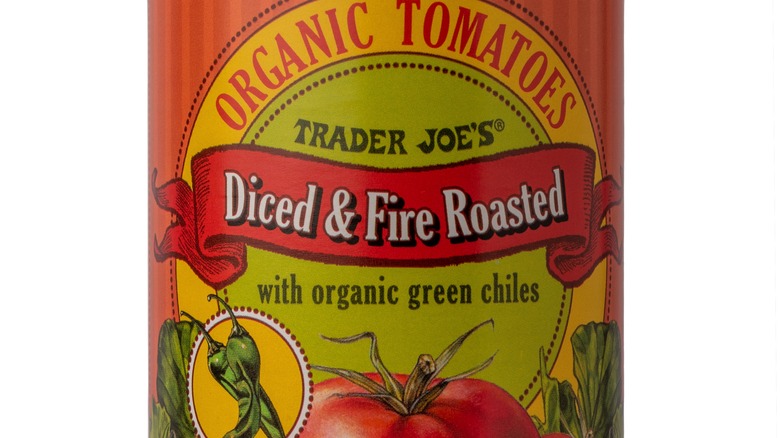 ORGANIC TOMATOES
TRADER JOE'S®
Diced & Fire Roasted
with organic green chiles